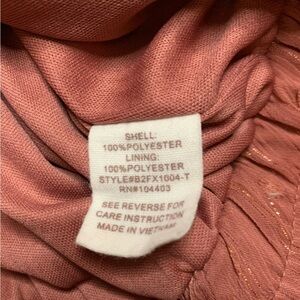 SHELL:
100%POLYESTER
LINING:
100%POLYESTER
STYLE#B2FX1004-T
RN#104403
SEE REVERSE FOR
CARE INSTRUCTION
MADE IN VIETNAM